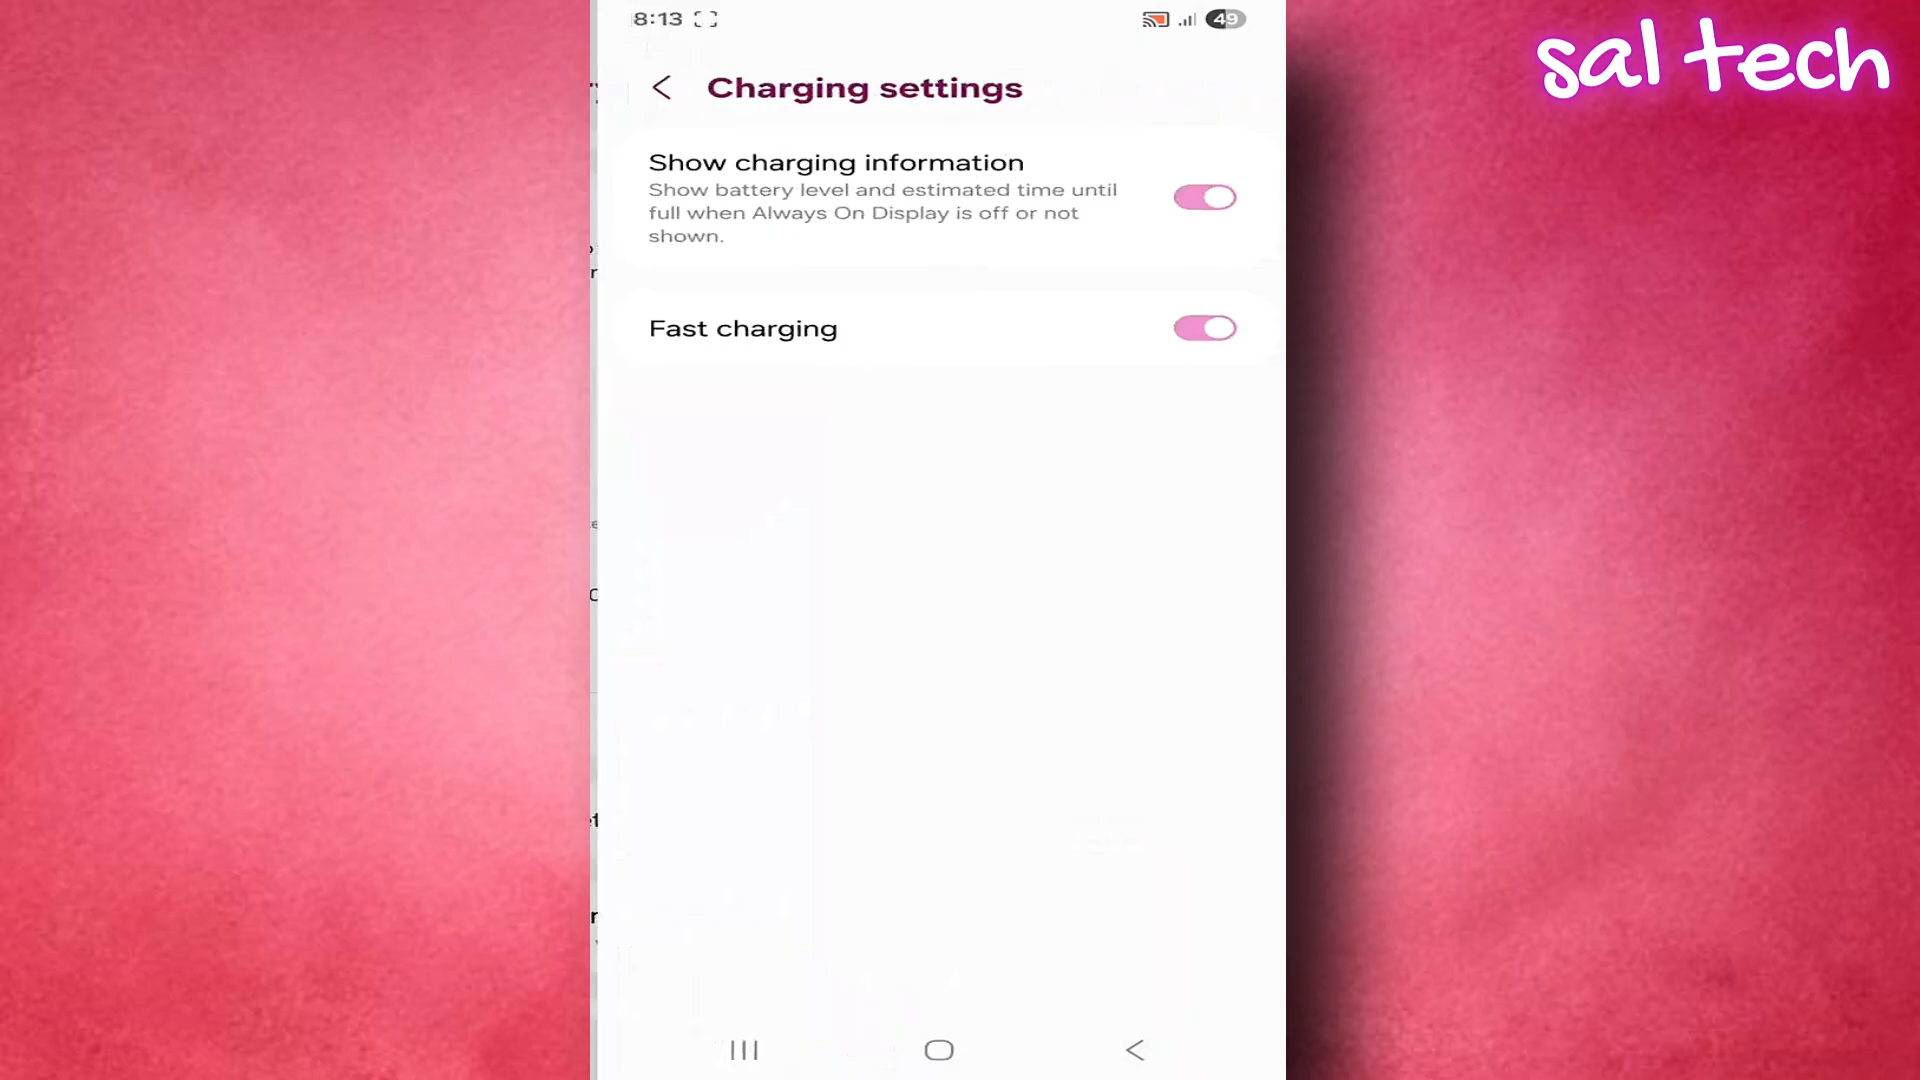 8:13
49
sal tech
Charging settings
Show charging information
Show battery level and estimated time until
full when Always On Display is off or not
shown.
Fast charging